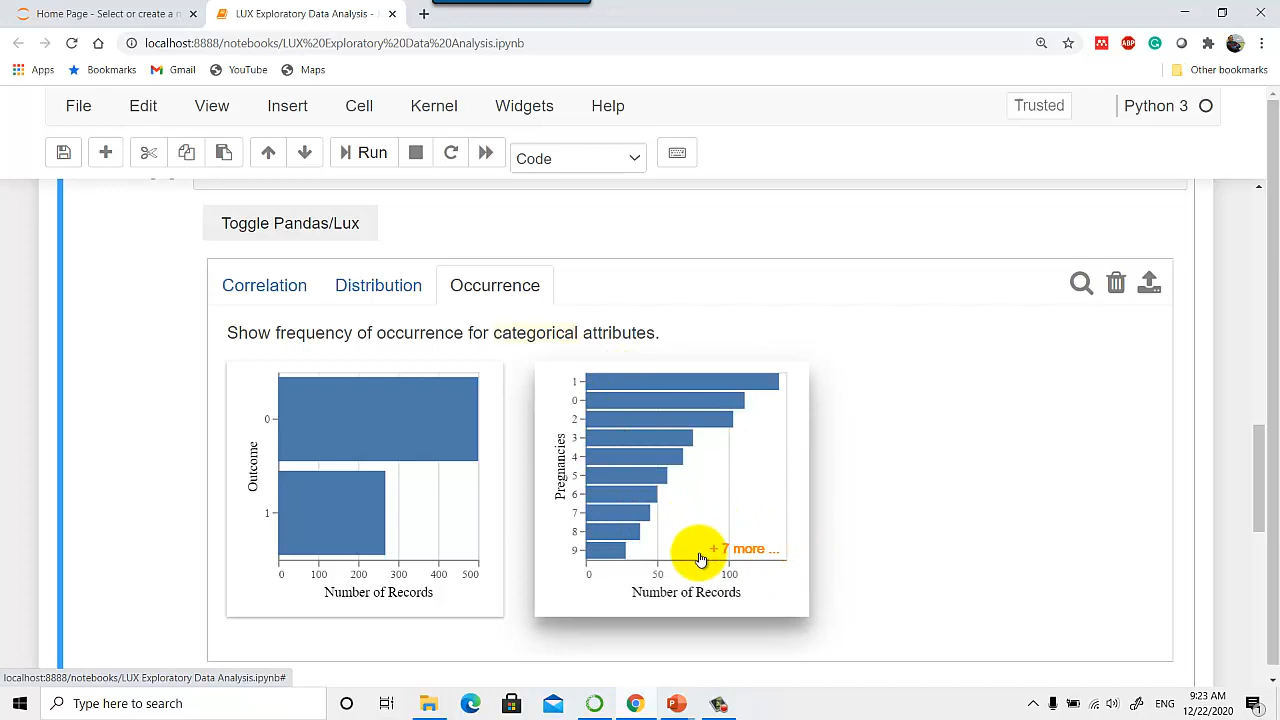 Home Page - Select or create a n
LUX Exploratory Data Analysis -
localhost:8888/notebooks/LUX%20Exploratory%20Data%20Analysis.ipynb
ABP
Apps
Bookmarks
Gmail
YouTube
Maps
Other bookmarks
File
Edit
View
Insert
Cell
Kernel
Widgets
Help
Trusted
Python 3
Run
Code
Toggle Pandas/Lux
Correlation
Distribution
Occurrence
Show frequency of occurrence for categorical attributes.
Outcome
0
1
0 100 200 300 400 500
Number of Records
Pregnancies
1
0
2
3
4
5
6
7
8
9
+ 7 more ...
0 50 100
Number of Records
localhost:8888/notebooks/LUX Exploratory Data Analysis.ipynb#
Type here to search
ENG
9:23 AM
12/22/2020
1